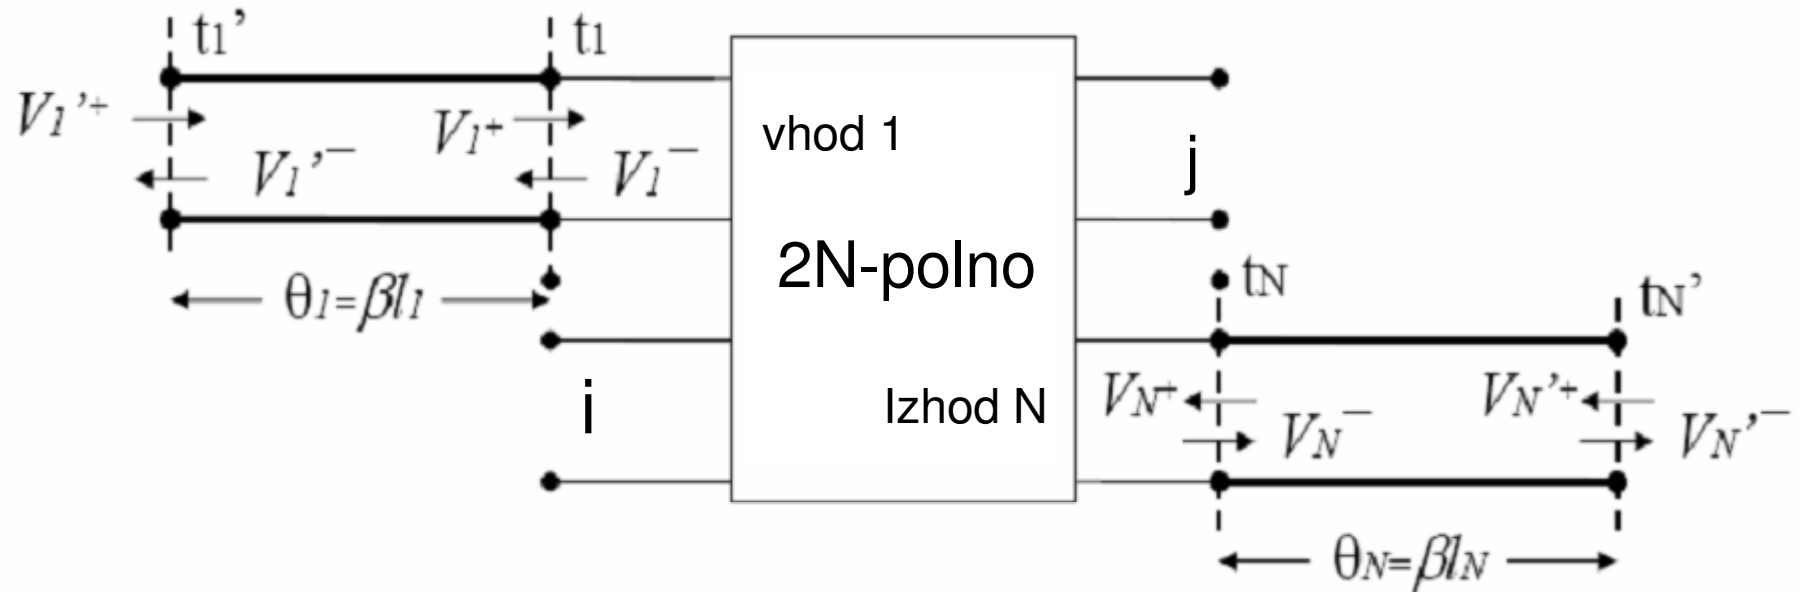 t1’
t1
V1’+
V1+
V1’−
V1−
θ1=βl1
vhod 1
2N-polno
Izhod N
j
i
tN
tN’
VN+
VN−
VN’+
VN’−
θN=βlN